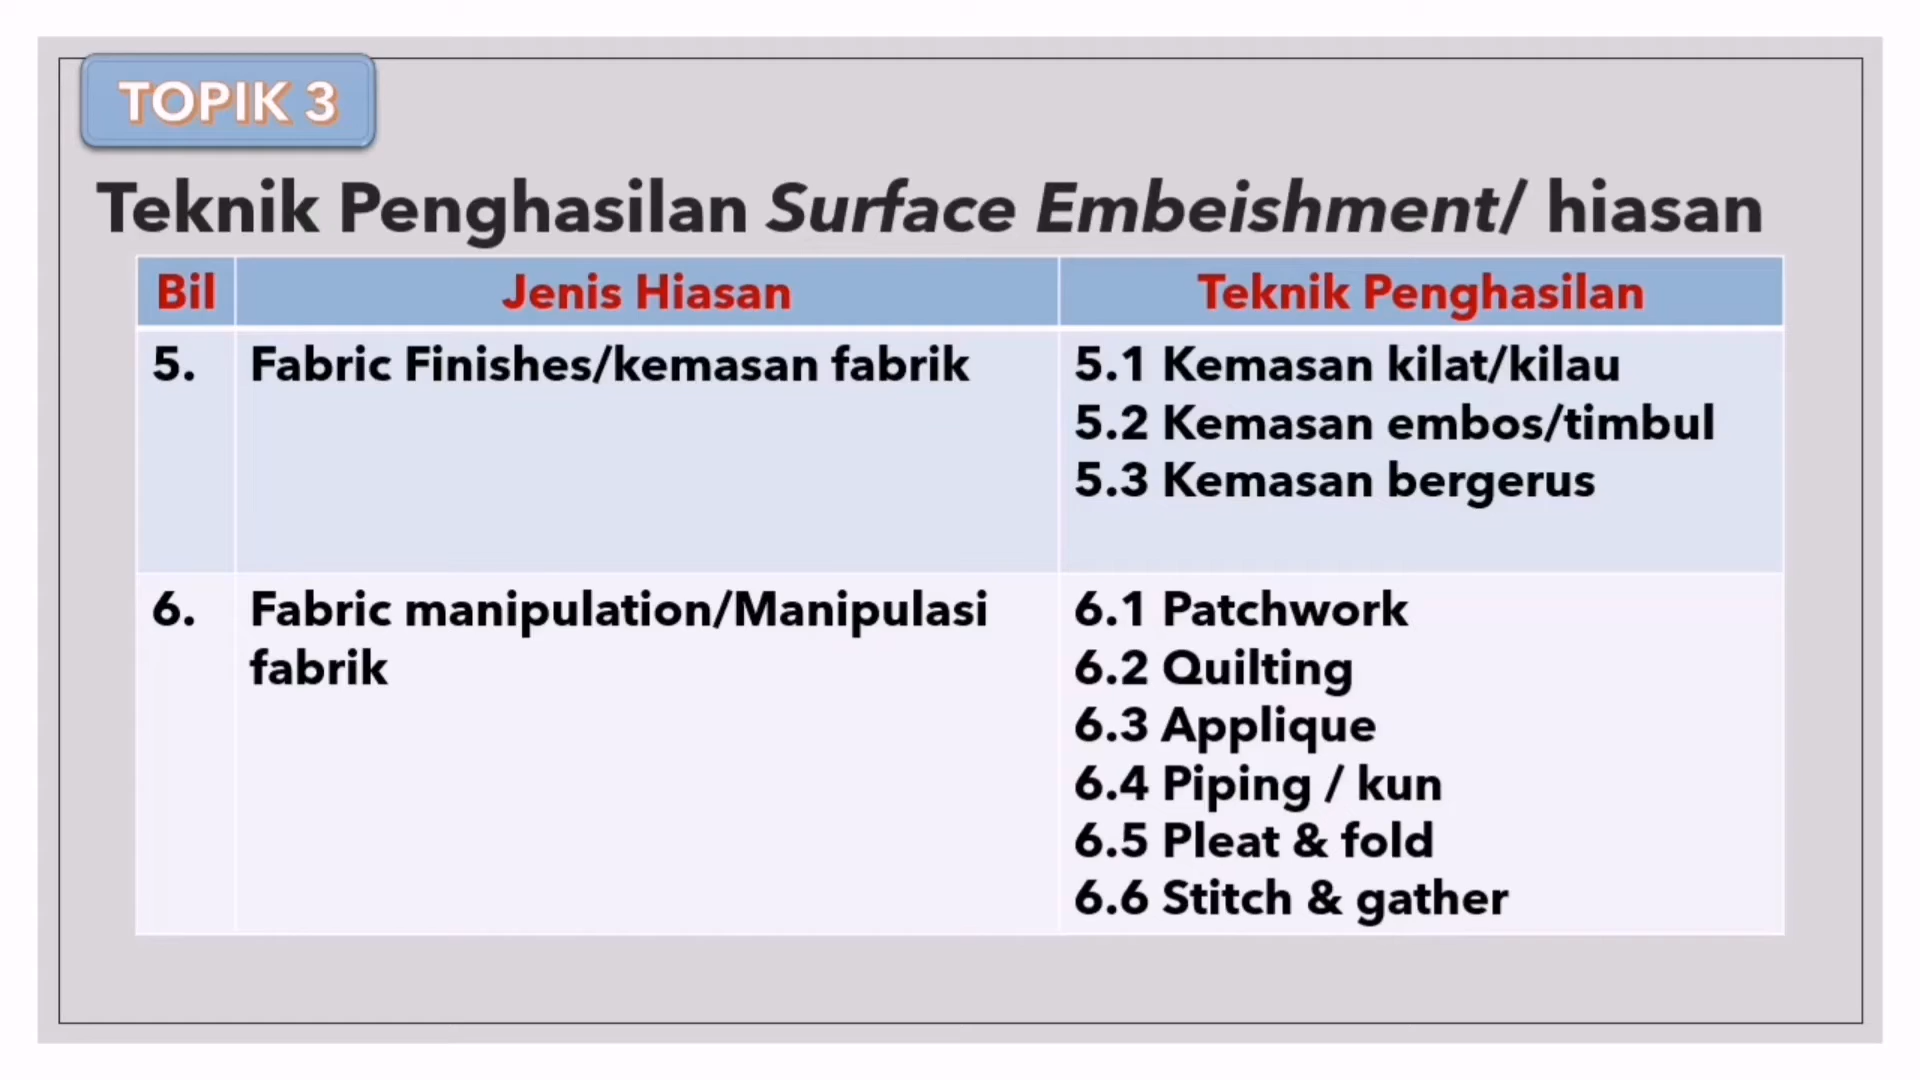 TOPIK 3
Teknik Penghasilan Surface Embeishment/ hiasan
Bil Jenis Hiasan Teknik Penghasilan
5. Fabric Finishes/kemasan fabrik 5.1 Kemasan kilat/kilau
5.2 Kemasan embos/timbul
5.3 Kemasan bergerus
6. Fabric manipulation/Manipulasi 6.1 Patchwork
fabrik 6.2 Quilting
6.3 Applique
6.4 Piping / kun
6.5 Pleat & fold
6.6 Stitch & gather